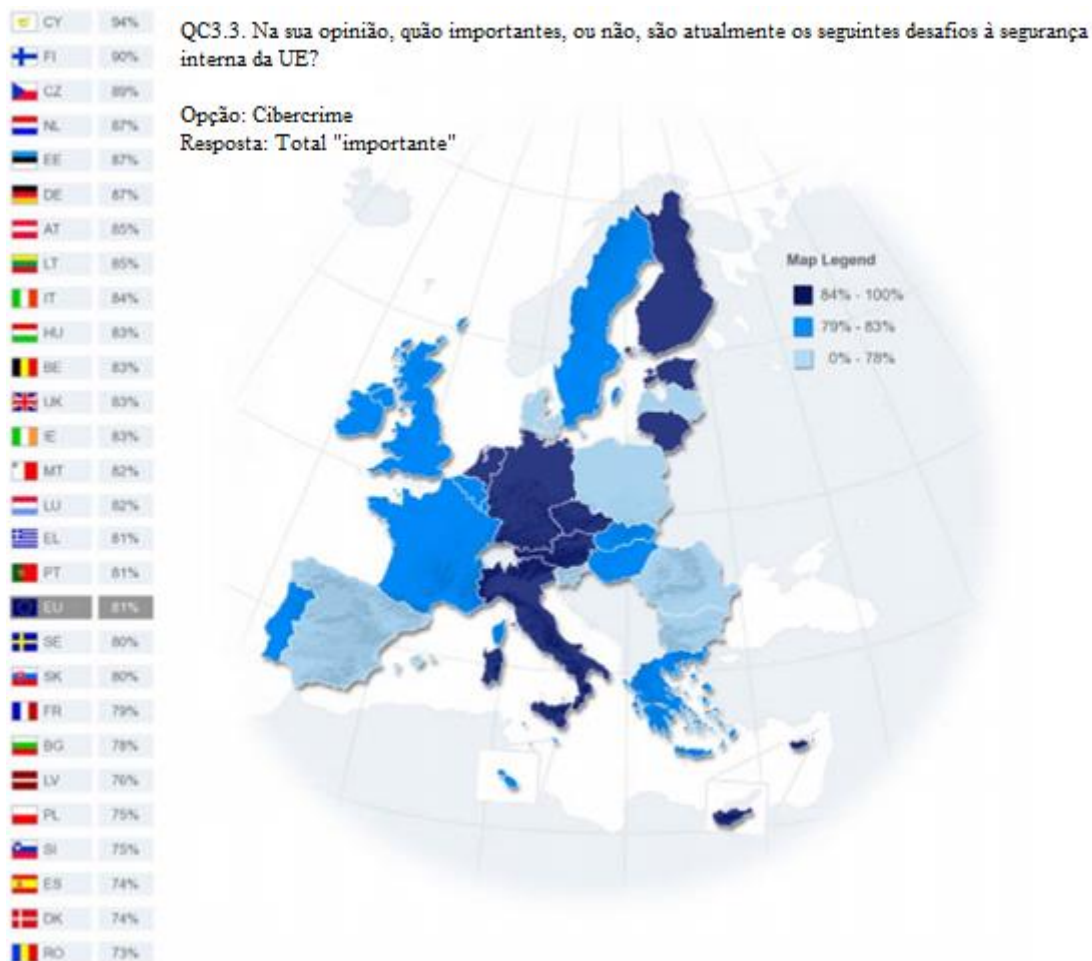 QC3.3. Na sua opinião, quão importantes, ou não, são atualmente os seguintes desafios à segurança
interna da UE?
Opção: Cibercrime
Resposta: Total "importante"
Map Legend
84% - 100%
79% - 83%
0% - 78%
CY 94%
FI 90%
CZ 89%
NL 87%
EE 87%
DE 87%
AT 85%
LT 85%
IT 84%
HU 83%
BE 83%
UK 83%
IE 83%
MT 82%
LU 82%
EL 81%
PT 81%
EU 81%
SE 80%
SK 80%
FR 79%
BG 78%
LV 76%
PL 75%
SI 75%
ES 74%
DK 74%
RO 73%